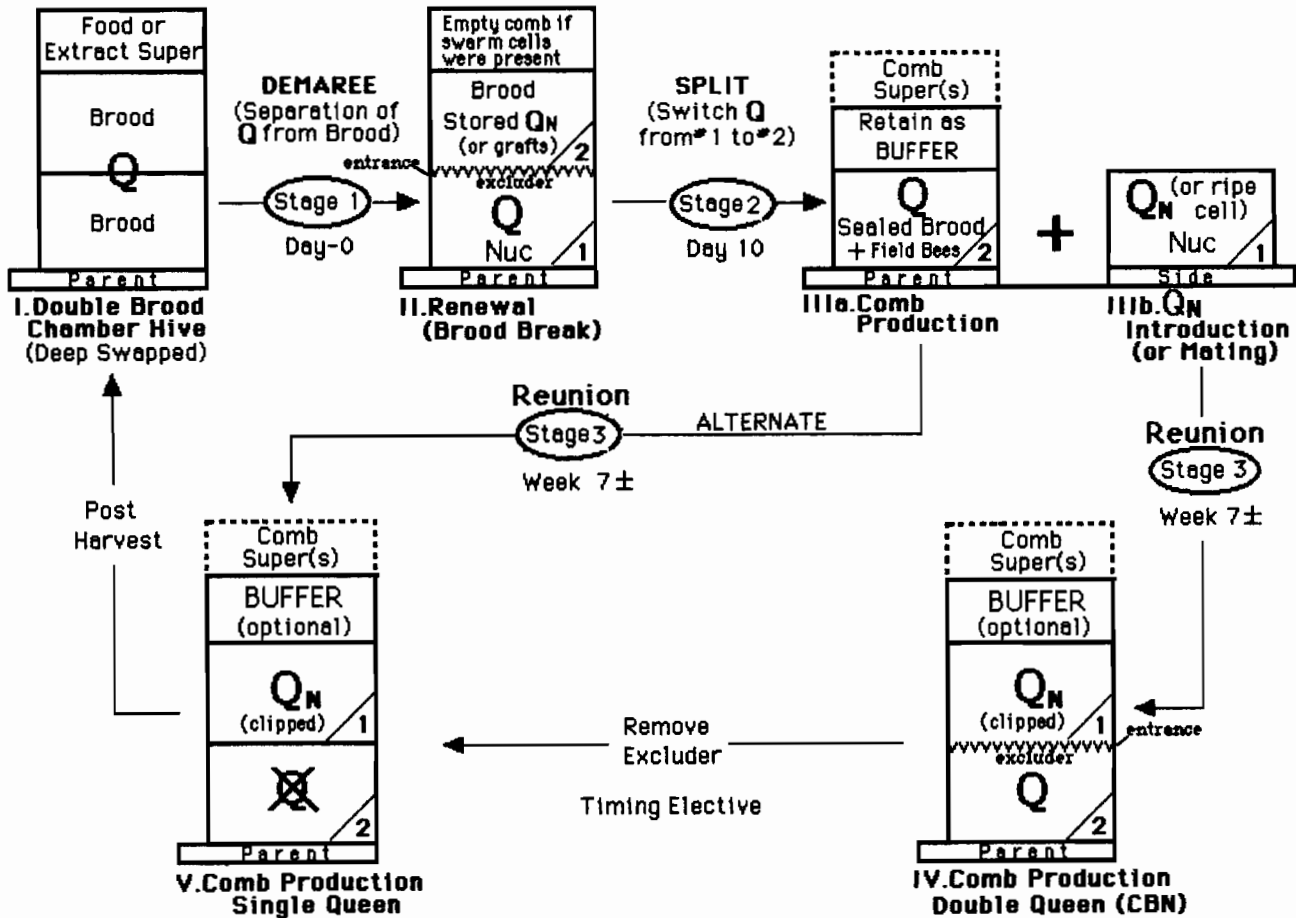 Food or
Extract Super
Brood
Q
Brood
Parent
I.Double Brood
Chamber Hive
(Deep Swapped)
DEMAREE
(Separation of
Q from Brood)
Stage 1
Day-0
Empty comb if
swarm cells
were present
Brood
Stored QN
(or grafts)
2
entrance
excluder
Q
Nuc
1
Parent
II.Renewal
(Brood Break)
SPLIT
(Switch Q
from #1 to #2)
Stage 2
Day 10
Comb
Super(s)
Retain as
BUFFER
Q
Sealed Brood
+ Field Bees
2
Parent
IIIa.Comb
Production
+
QN (or ripe
cell)
Nuc
1
Side
IIIb.QN
Introduction
(or Mating)
Reunion
Stage3
ALTERNATE
Week 7±
Reunion
Stage 3
Week 7±
Post
Harvest
Comb
Super(s)
BUFFER
(optional)
QN
(clipped)
1
Q
2
Parent
V.Comb Production
Single Queen
Remove
Excluder
Timing Elective
Comb
Super(s)
BUFFER
(optional)
QN
(clipped)
1
entrance
excluder
Q
2
Parent
IV.Comb Production
Double Queen (CBN)